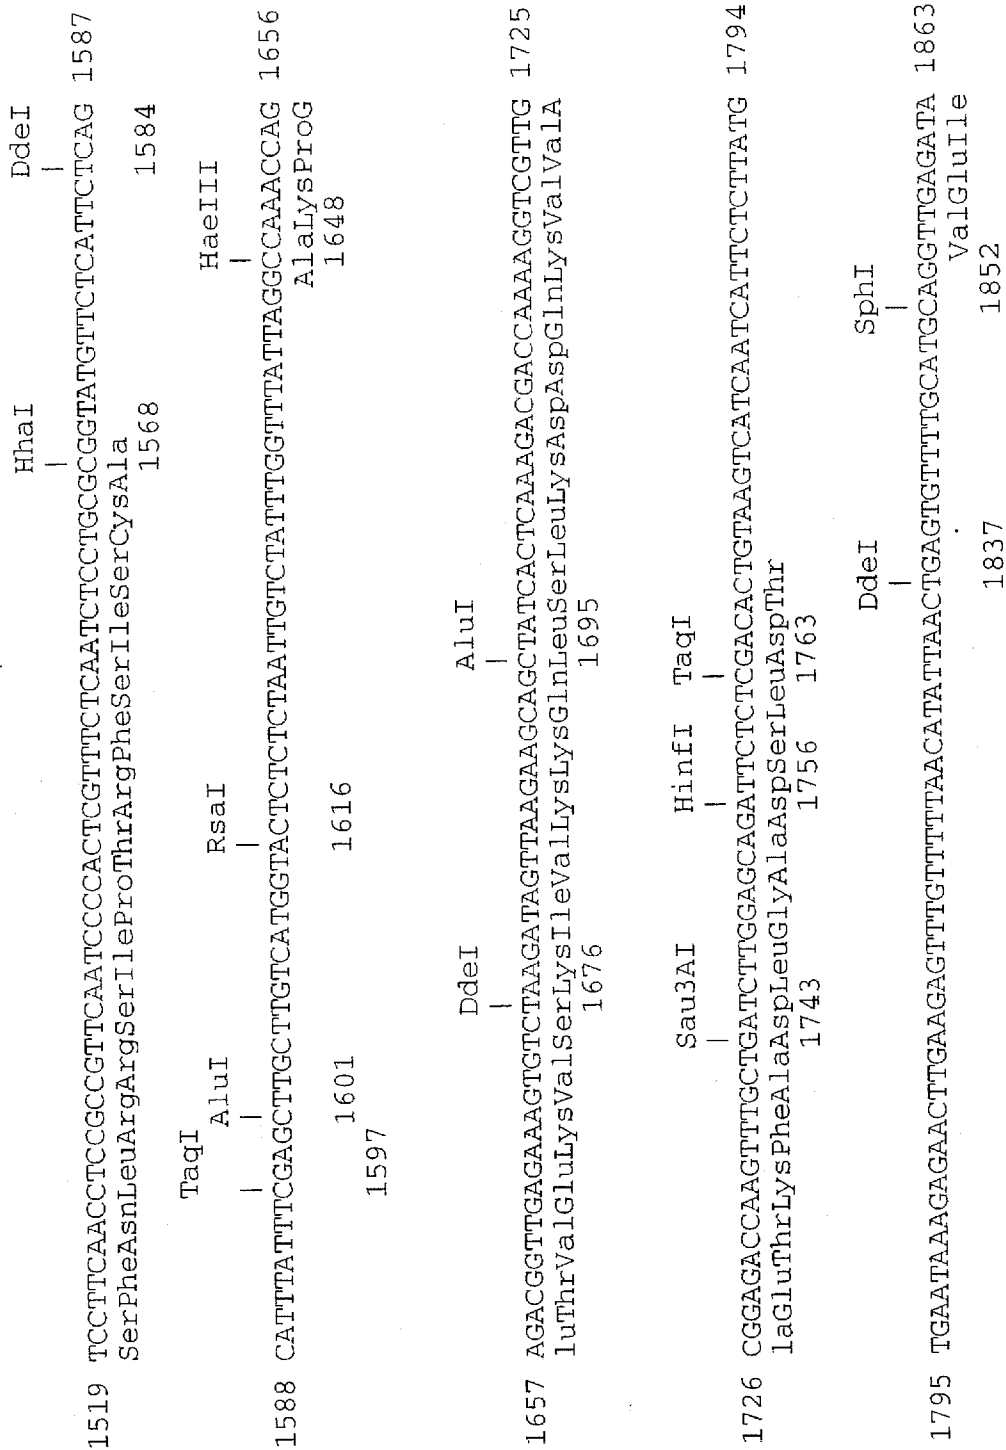 HhaI DdeI
1519 TCCTTCAACCTCCGCCGTTCAATCCCCACTCGTTTCTCAATCTCCTGCGCGGTATGTTCTCATTCTCAG 1587
SerPheAsnLeuArgArgSerIleProThrArgPheSerIleSerCysAla
1568 1584
TaqI
AluI RsaI HaeIII
1588 CATTTATTTCGAGCTTGCTTGTCATGGTACTCTCTCTAATTGTCTATTTGGTTTATTAGGCCAAACCAG 1656
AlaLysProG
1601 1616 1648
1597
DdeI AluI
1657 AGACGGTTGAGAAAGTGTCTAAGATAGTTAAGAAGCAGCTATCACTCAAAGACGACCAAAAGGTCGTTG 1725
luThrValGluLysValSerLysIleValLysLysGlnLeuSerLeuLysAspAspGlnLysValValA
1676 1695
Sau3AI HinfI TaqI
1726 CGGAGACCAAGTTTGCTGATCTTGGAGCAGATTCTCTCGACACTGTAAGTCATCAATCATTCTCTTATG 1794
laGluThrLysPheAlaAspLeuGlyAlaAspSerLeuAspThr
1743 1756 1763
DdeI SphI
1795 TGAATAAAGAGAACTTGAAGAGTTTGTTTTTAACATATTAACTGAGTGTTTTGCATGCAGGTTGAGATA 1863
ValGluIle
1837 1852